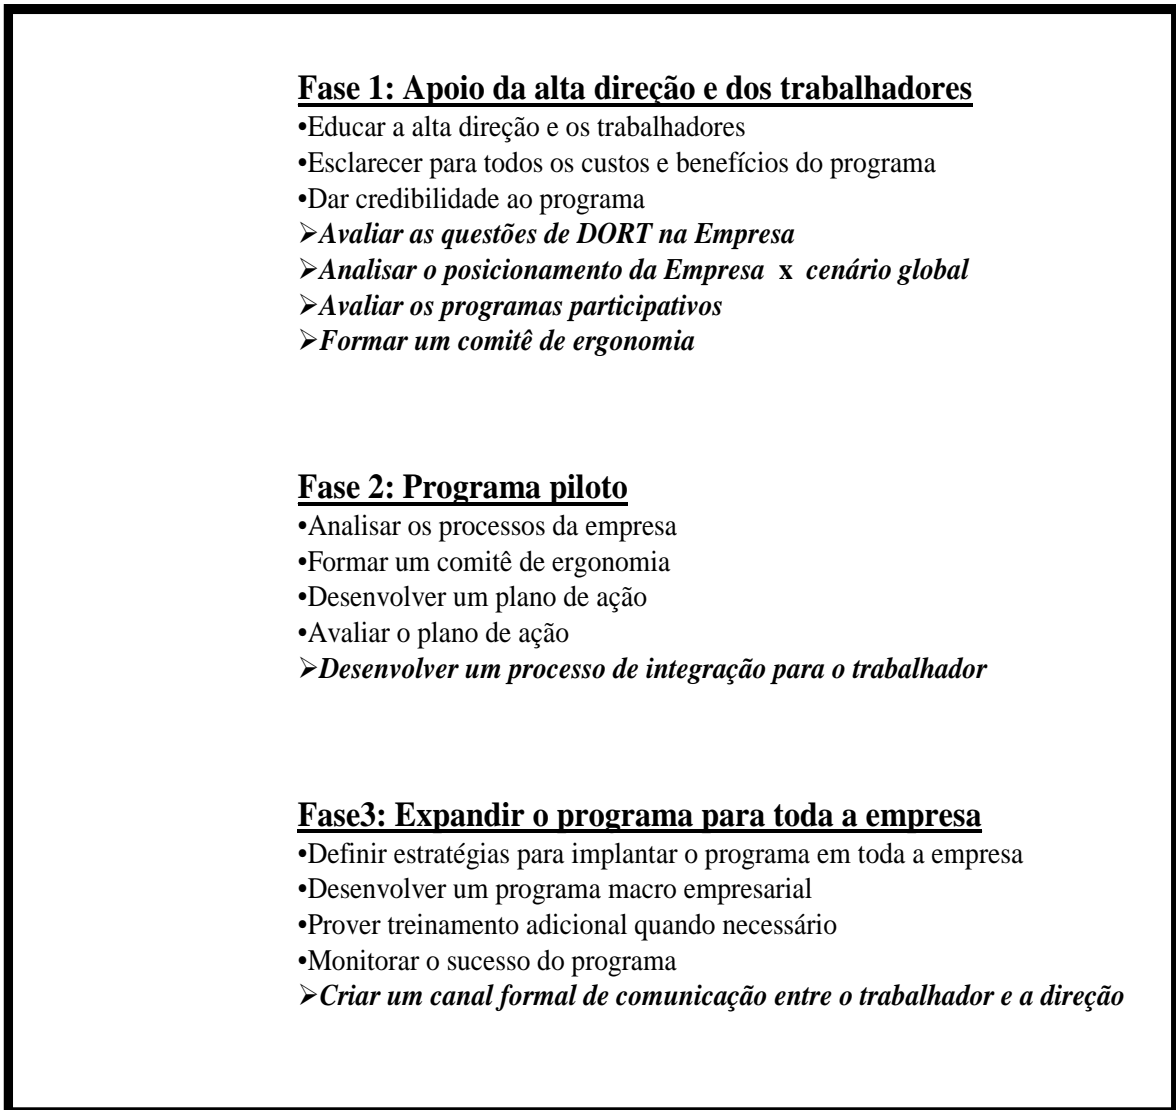 Fase 1: Apoio da alta direção e dos trabalhadores
•Educar a alta direção e os trabalhadores
•Esclarecer para todos os custos e benefícios do programa
•Dar credibilidade ao programa
➢Avaliar as questões de DORT na Empresa
➢Analisar o posicionamento da Empresa x cenário global
➢Avaliar os programas participativos
➢Formar um comitê de ergonomia
Fase 2: Programa piloto
•Analisar os processos da empresa
•Formar um comitê de ergonomia
•Desenvolver um plano de ação
•Avaliar o plano de ação
➢Desenvolver um processo de integração para o trabalhador
Fase3: Expandir o programa para toda a empresa
•Definir estratégias para implantar o programa em toda a empresa
•Desenvolver um programa macro empresarial
•Prover treinamento adicional quando necessário
•Monitorar o sucesso do programa
➢Criar um canal formal de comunicação entre o trabalhador e a direção